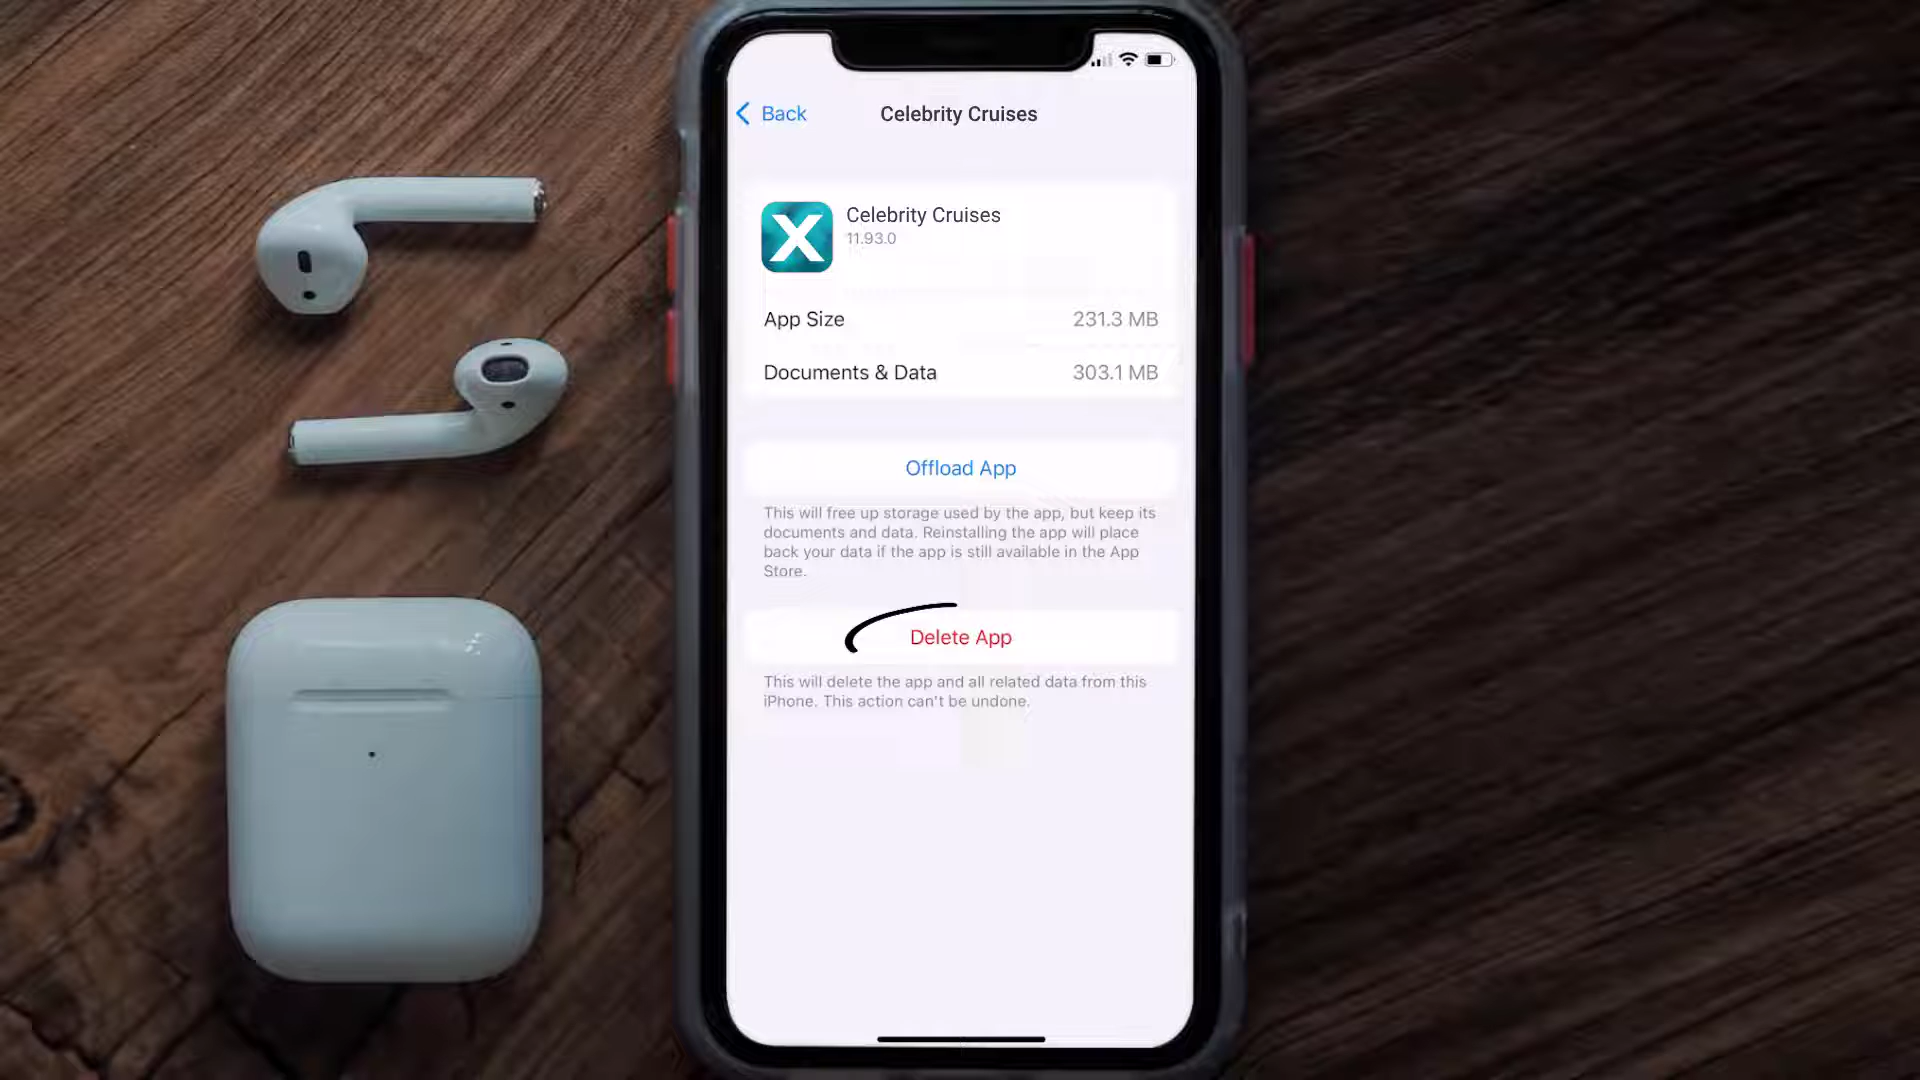 Back
Celebrity Cruises
X
Celebrity Cruises
11.93.0
App Size 231.3 MB
Documents & Data 303.1 MB
Offload App
This will free up storage used by the app, but keep its
documents and data. Reinstalling the app will place
back your data if the app is still available in the App
Store.
Delete App
This will delete the app and all related data from this
iPhone. This action can't be undone.